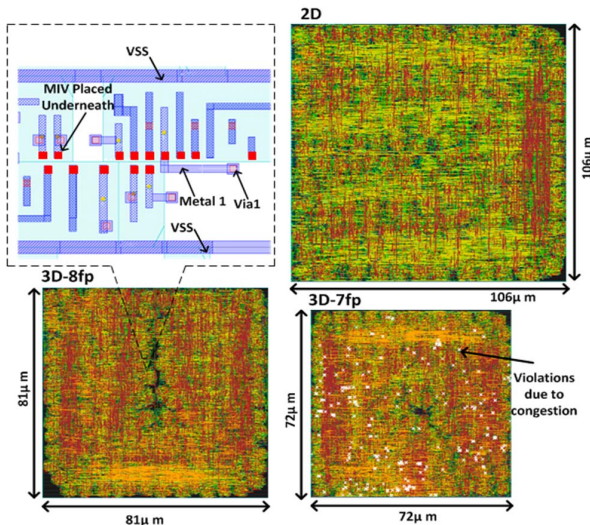 VSS
MIV Placed
Underneath
Metal 1
Via1
VSS
2D
106μ m
106μ m
3D-8fp
81μ m
81μ m
3D-7fp
72μ m
Violations
due to
congestion
72μ m